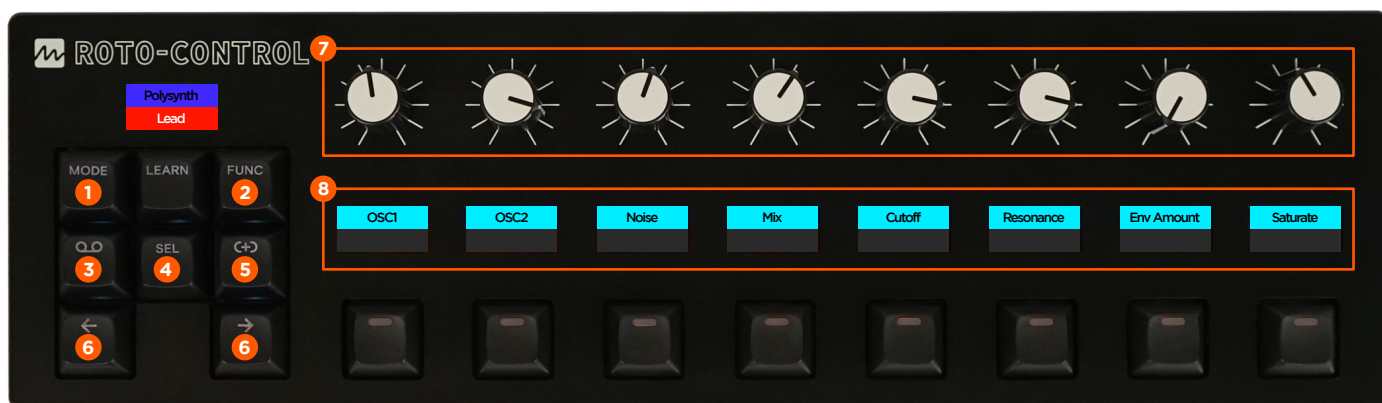 ROTO-CONTROL
7
Polysynth
Lead
MODE LEARN FUNC
1 2
8
OSC1 OSC2 Noise Mix Cutoff Resonance Env Amount Saturate
SEL
3 4 5
6 6